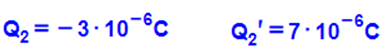 Q₂ = −3·10⁻⁶C Q₂' = 7·10⁻⁶C